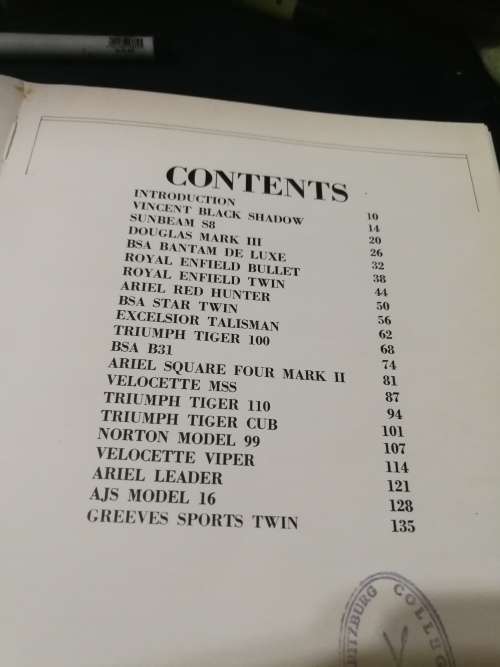 CONTENTS
INTRODUCTION 10
VINCENT BLACK SHADOW 14
SUNBEAM S8 20
DOUGLAS MARK III 26
BSA BANTAM DE LUXE 32
ROYAL ENFIELD BULLET 38
ROYAL ENFIELD TWIN 44
ARIEL RED HUNTER 50
BSA STAR TWIN 56
EXCELSIOR TALISMAN 62
TRIUMPH TIGER 100 68
BSA B31 74
ARIEL SQUARE FOUR MARK II 81
VELOCETTE MSS 87
TRIUMPH TIGER 110 94
TRIUMPH TIGER CUB 101
NORTON MODEL 99 107
VELOCETTE VIPER 114
ARIEL LEADER 121
AJS MODEL 16 128
GREEVES SPORTS TWIN 135